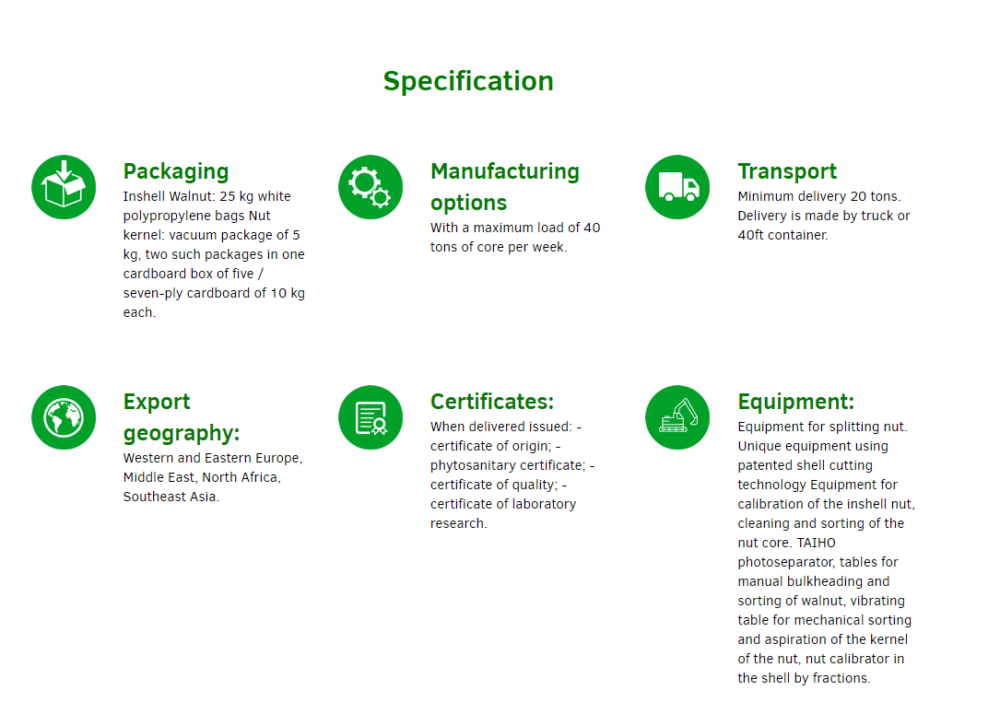 Specification
Packaging
Inshell Walnut: 25 kg white
polypropylene bags Nut
kernel: vacuum package of 5
kg, two such packages in one
cardboard box of five /
seven-ply cardboard of 10 kg
each.
Manufacturing
options
With a maximum load of 40
tons of core per week.
Transport
Minimum delivery 20 tons.
Delivery is made by truck or
40ft container.
Export
geography:
Western and Eastern Europe,
Middle East, North Africa,
Southeast Asia.
Certificates:
When delivered issued: -
certificate of origin; -
phytosanitary certificate; -
certificate of quality; -
certificate of laboratory
research.
Equipment:
Equipment for splitting nut.
Unique equipment using
patented shell cutting
technology Equipment for
calibration of the inshell nut,
cleaning and sorting of the
nut core. TAIHO
photoseparator, tables for
manual bulkheading and
sorting of walnut, vibrating
table for mechanical sorting
and aspiration of the kernel
of the nut, nut calibrator in
the shell by fractions.